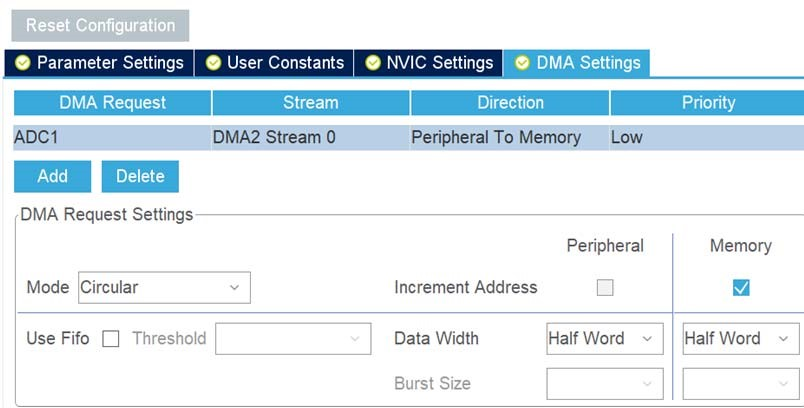 Reset Configuration
Parameter Settings User Constants NVIC Settings DMA Settings
DMA Request Stream Direction Priority
ADC1 DMA2 Stream 0 Peripheral To Memory Low
Add Delete
DMA Request Settings
Peripheral Memory
Mode Circular Increment Address
Use Fifo Threshold Data Width Half Word Half Word
Burst Size